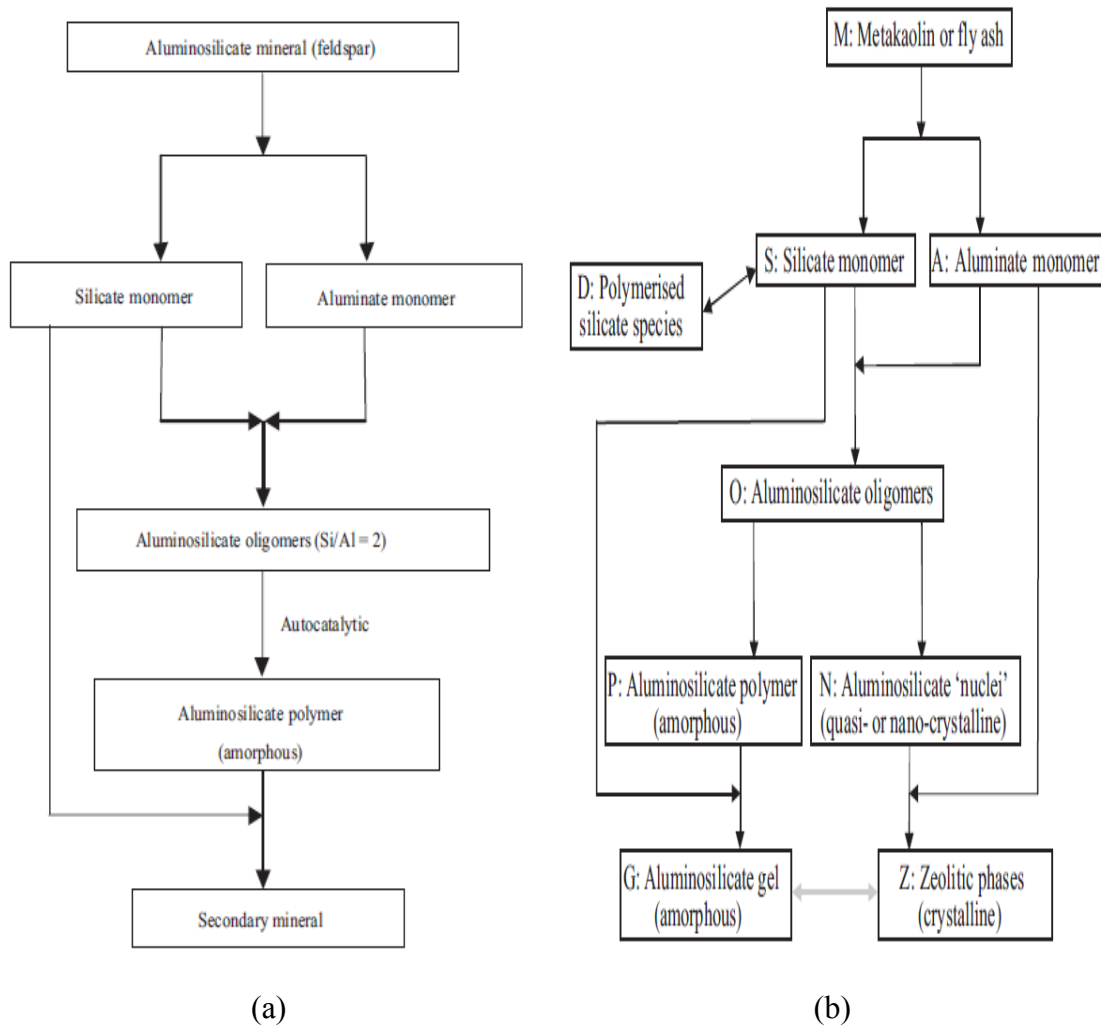 Aluminosilicate mineral (feldspar)
Silicate monomer
Aluminate monomer
Aluminosilicate oligomers (Si/Al = 2)
Autocatalytic
Aluminosilicate polymer
(amorphous)
Secondary mineral
(a)
M: Metakaolin or fly ash
S: Silicate monomer
A: Aluminate monomer
D: Polymerised
silicate species
O: Aluminosilicate oligomers
P: Aluminosilicate polymer
(amorphous)
N: Aluminosilicate ‘nuclei’
(quasi- or nano-crystalline)
G: Aluminosilicate gel
(amorphous)
Z: Zeolitic phases
(crystalline)
(b)